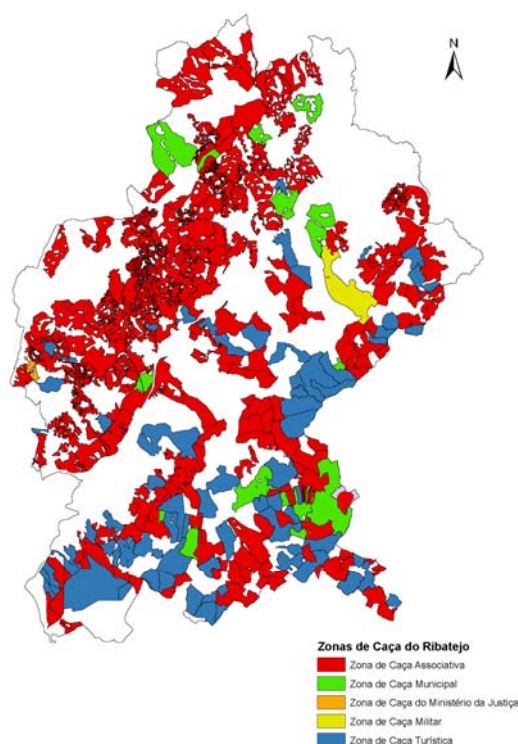 N
Zonas de Caça do Ribatejo
Zona de Caça Associativa
Zona de Caça Municipal
Zona de Caça do Ministério da Justiça
Zona de Caça Militar
Zona de Caça Turística